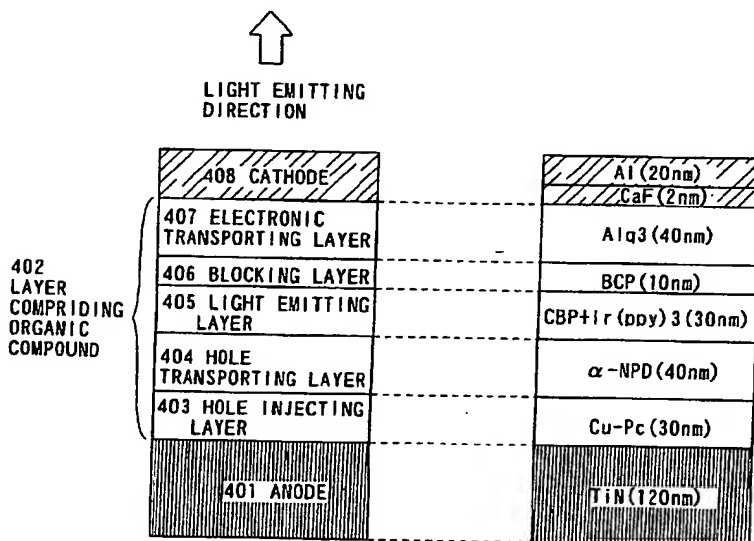 LIGHT EMITTING
DIRECTION
408 CATHODE
407 ELECTRONIC
TRANSPORTING LAYER
406 BLOCKING LAYER
405 LIGHT EMITTING
LAYER
404 HOLE
TRANSPORTING LAYER
403 HOLE INJECTING
LAYER
401 ANODE
402
LAYER
COMPRIDING
ORGANIC
COMPOUND
Al(20nm)
CaF(2nm)
Alq3(40nm)
BCP(10nm)
CBP+Ir(ppy)3(30nm)
α-NPD(40nm)
Cu-Pc(30nm)
TiN(120nm)